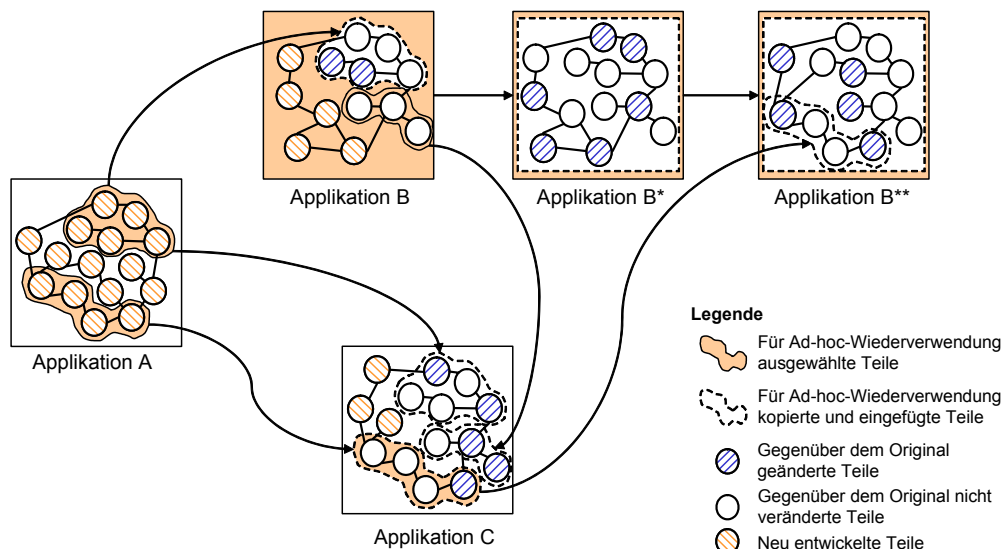 Applikation B
Applikation B*
Applikation B**
Applikation A
Applikation C
Legende
Für Ad-hoc-Wiederverwendung
ausgewählte Teile
Für Ad-hoc-Wiederverwendung
kopierte und eingefügte Teile
Gegenüber dem Original
geänderte Teile
Gegenüber dem Original nicht
veränderte Teile
Neu entwickelte Teile